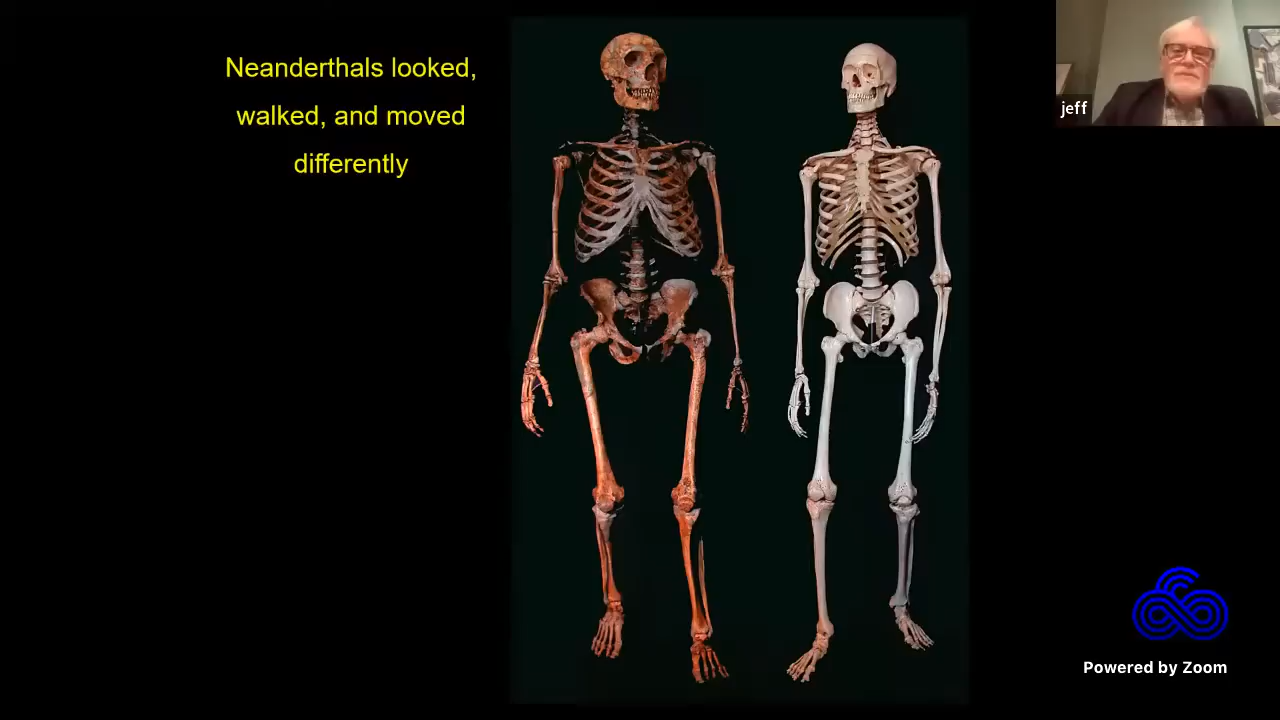 Neanderthals looked,
walked, and moved
differently
jeff
Powered by Zoom